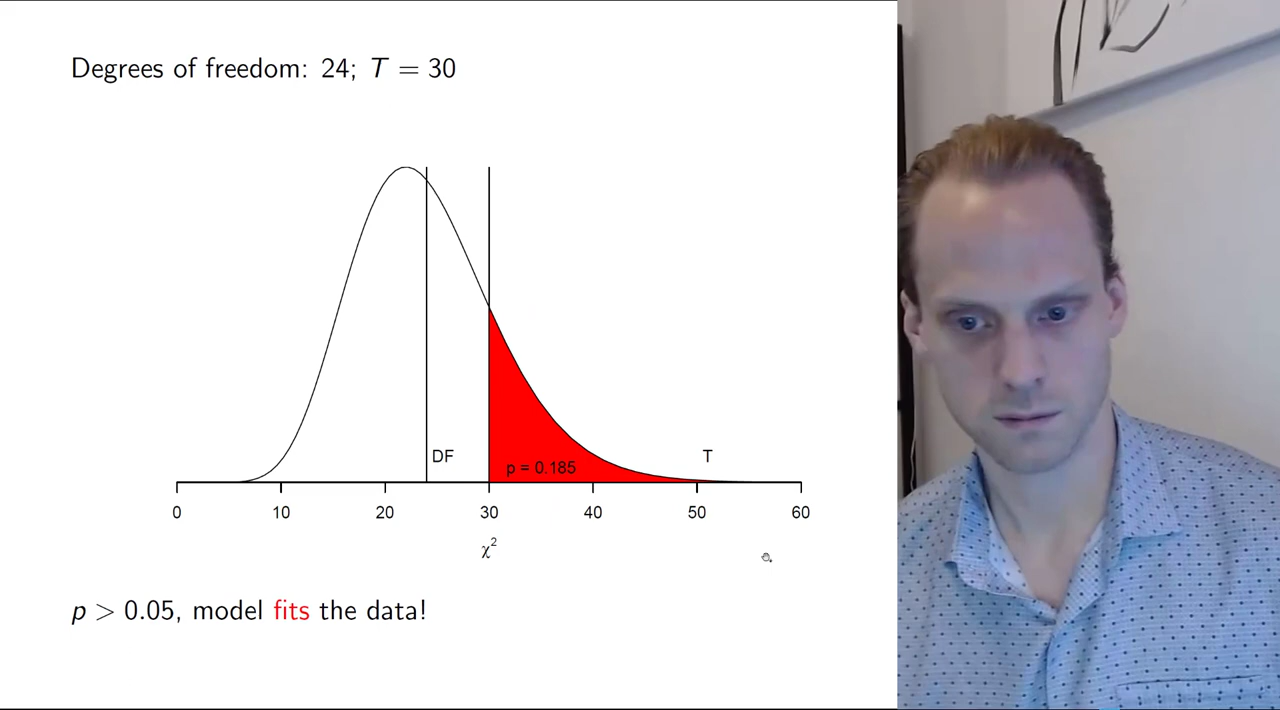 Degrees of freedom: 24; T = 30
DF
T
p = 0.185
0 10 20 30 40 50 60
χ²
p > 0.05, model fits the data!